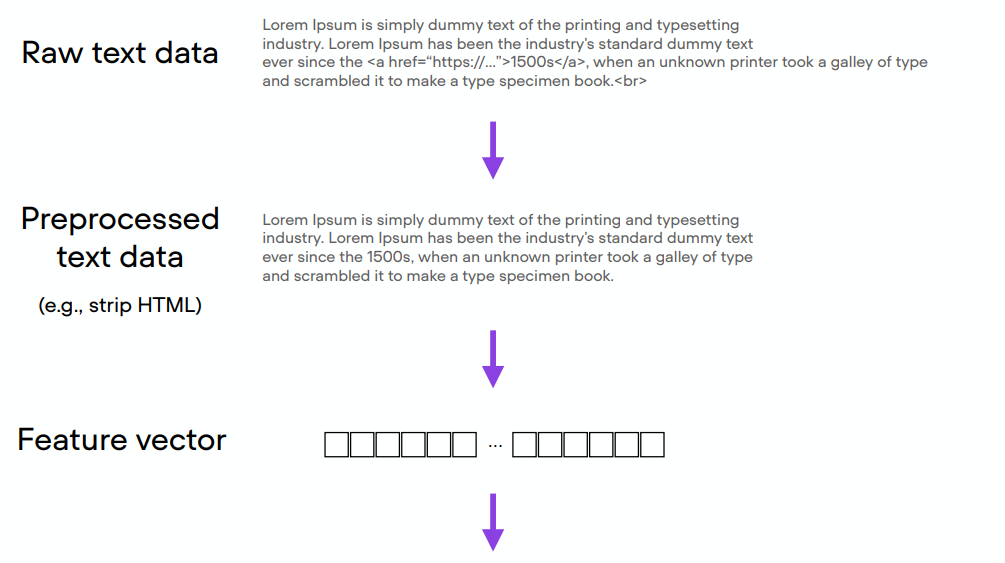 Raw text data
Lorem Ipsum is simply dummy text of the printing and typesetting
industry. Lorem Ipsum has been the industry's standard dummy text
ever since the <a href=“https://...”>1500s</a>, when an unknown printer took a galley of type
and scrambled it to make a type specimen book.<br>
Preprocessed
text data
(e.g., strip HTML)
Lorem Ipsum is simply dummy text of the printing and typesetting
industry. Lorem Ipsum has been the industry's standard dummy text
ever since the 1500s, when an unknown printer took a galley of type
and scrambled it to make a type specimen book.
Feature vector
...